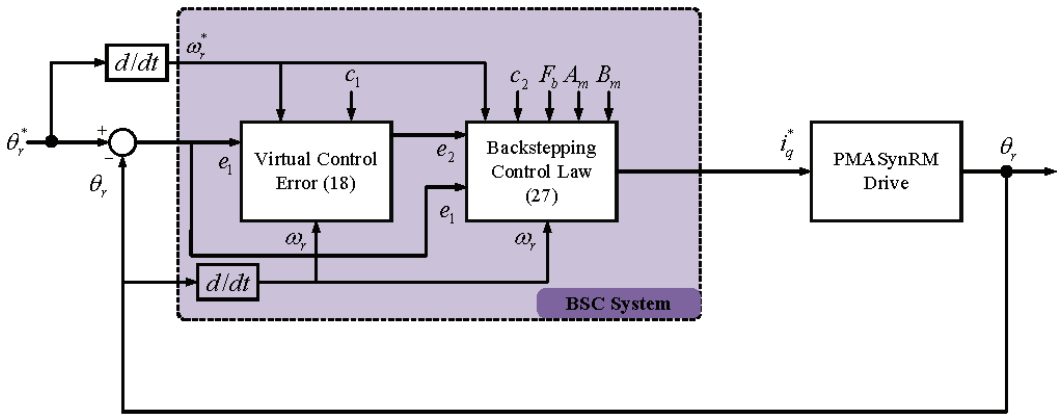 d/dt
ω_r^*
c_1
c_2
F_b
A_m
B_m
θ_r^*
+
−
θ_r
e_1
Virtual Control
Error (18)
e_2
e_1
Backstepping
Control Law
(27)
i_q^*
PMASynRM
Drive
θ_r
ω_r
ω_r
d/dt
BSC System